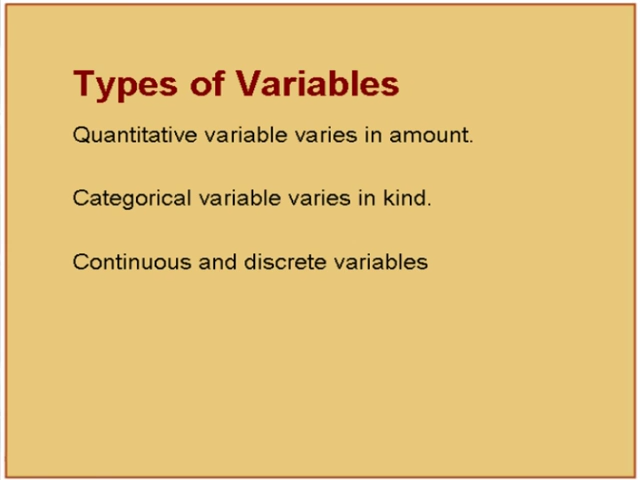 Types of Variables
Quantitative variable varies in amount.
Categorical variable varies in kind.
Continuous and discrete variables